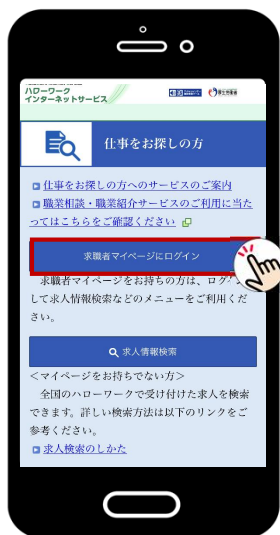 ハローワーク
インターネットサービス
厚生労働省
仕事をお探しの方
仕事をお探しの方へのサービスのご案内
職業相談・職業紹介サービスのご利用に当た
ってはこちらをご確認ください
求職者マイページにログイン
求職者マイページをお持ちの方は、ログ
して求人情報検索などのメニューをご利用くだ
さい。
求人情報検索
<マイページをお持ちでない方>
全国のハローワークで受け付けた求人を検索
できます。詳しい検索方法は以下のリンクをご
参考ください。
求人検索のしかた